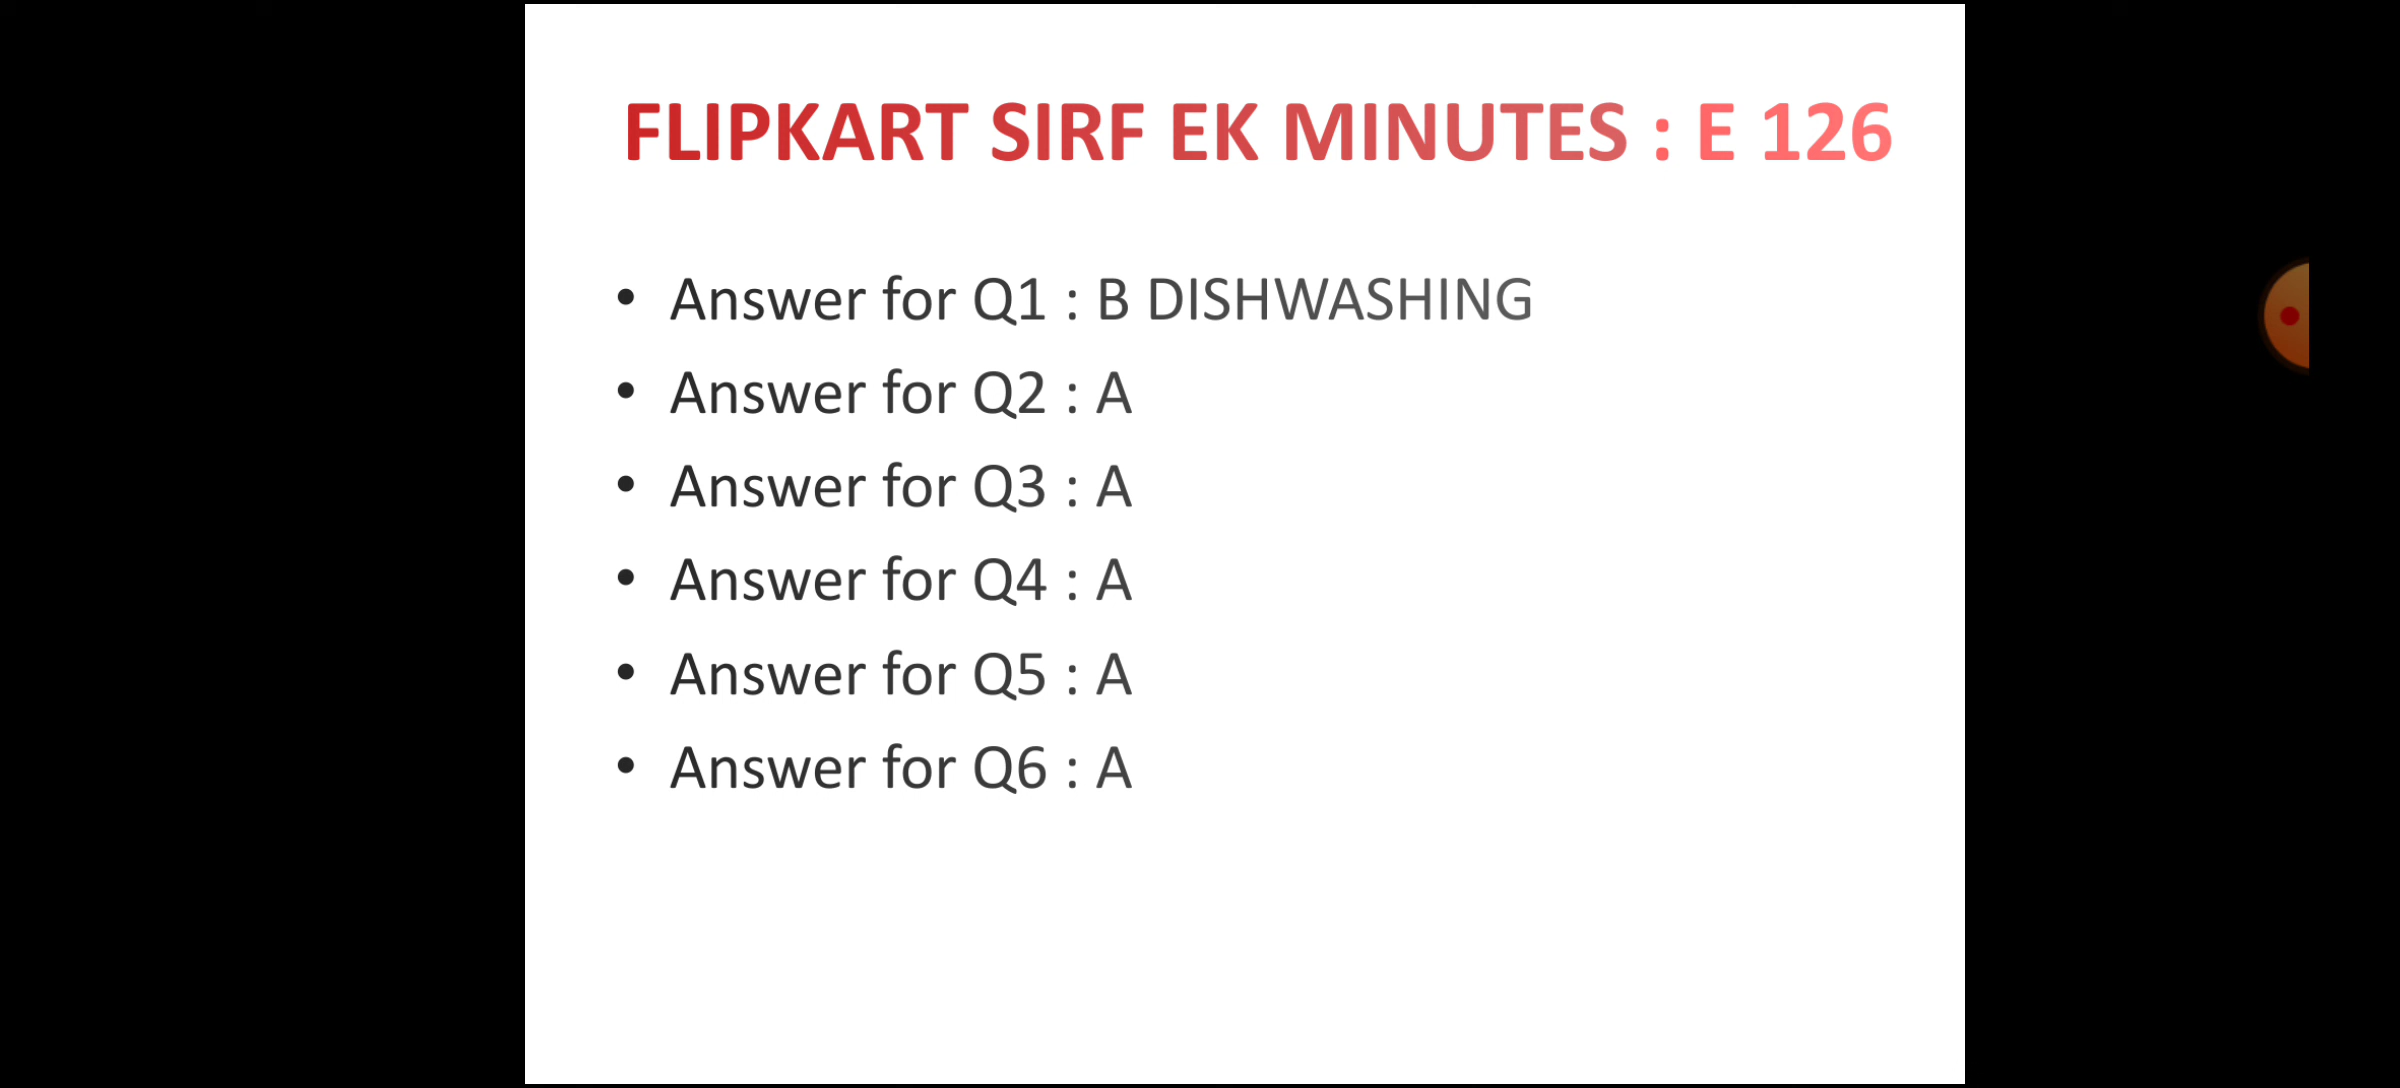 FLIPKART SIRF EK MINUTES : E 126
• Answer for Q1 : B DISHWASHING
• Answer for Q2 : A
• Answer for Q3 : A
• Answer for Q4 : A
• Answer for Q5 : A
• Answer for Q6 : A